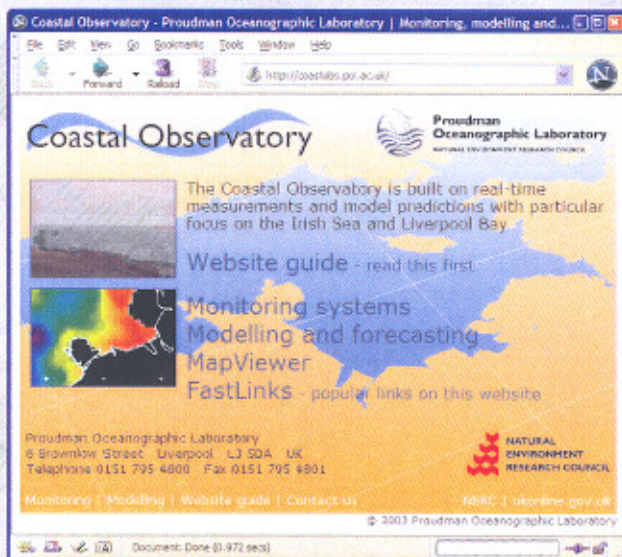 Coastal Observatory - Proudman Oceanographic Laboratory | Monitoring, modelling and...
File Edit View Go Bookmarks Tools Window Help
Back Forward Reload Stop http://coastobs.pol.ac.uk/
Coastal Observatory
Proudman
Oceanographic Laboratory
NATURAL ENVIRONMENT RESEARCH COUNCIL
The Coastal Observatory is built on real-time
measurements and model predictions with particular
focus on the Irish Sea and Liverpool Bay
Website guide - read this first
Monitoring systems
Modelling and forecasting
MapViewer
FastLinks - popular links on this website
Proudman Oceanographic Laboratory
6 Brownlow Street Liverpool L3 5DA UK
Telephone 0151 795 4800 Fax 0151 795 4801
NATURAL
ENVIRONMENT
RESEARCH COUNCIL
Monitoring | Modelling | Website guide | Contact us
NERC | ukonline.gov.uk
© 2003 Proudman Oceanographic Laboratory
Document: Done (0.972 secs)